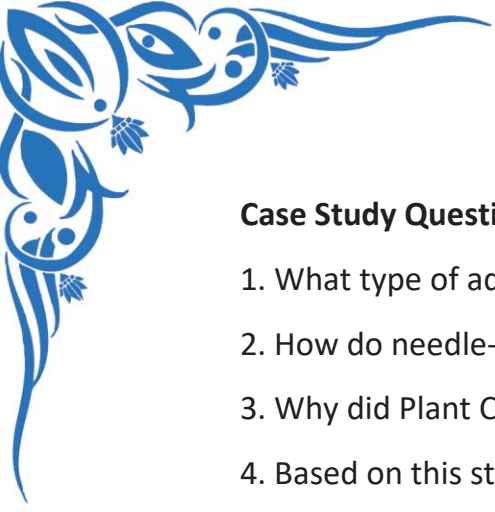 Case Study Questi
1. What type of ad
2. How do needle-
3. Why did Plant C
4. Based on this st